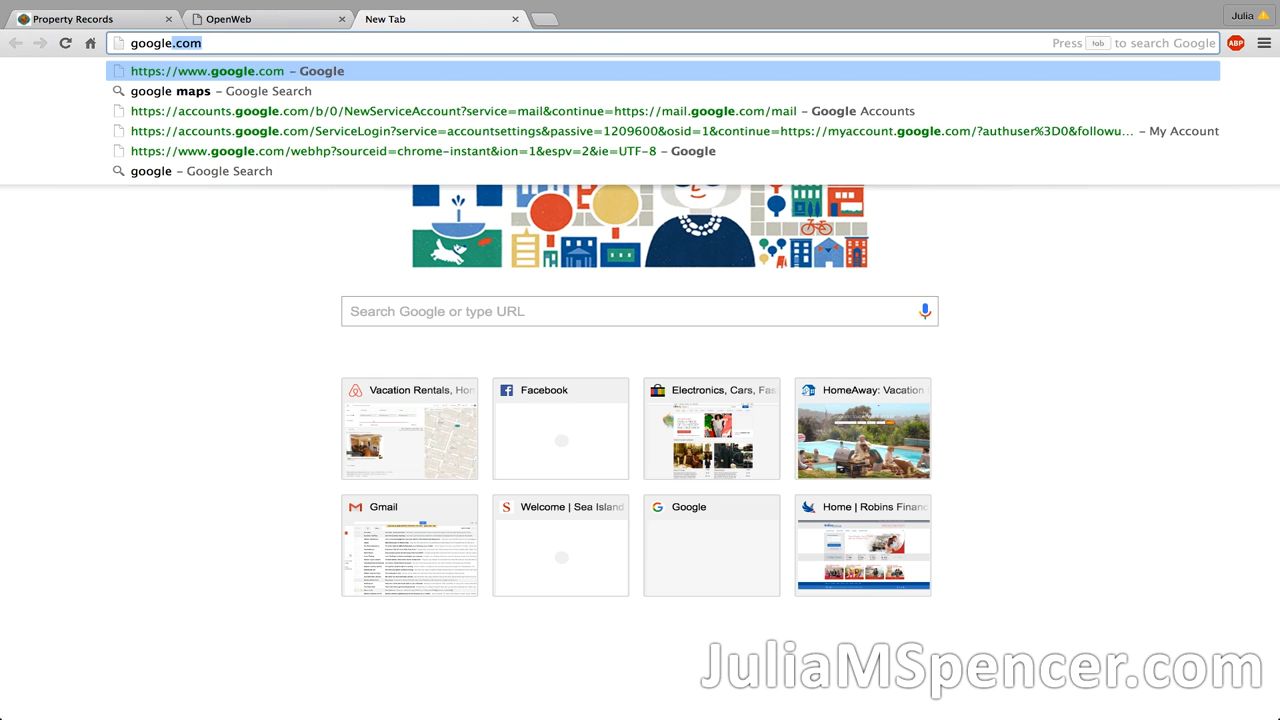 Property Records
OpenWeb
New Tab
Julia
google.com
Press tab to search Google
ABP
https://www.google.com – Google
google maps – Google Search
https://accounts.google.com/b/0/NewServiceAccount?service=mail&continue=https://mail.google.com/mail – Google Accounts
https://accounts.google.com/ServiceLogin?service=accountsettings&passive=1209600&osid=1&continue=https://myaccount.google.com/?authuser%3D0&followu... – My Account
https://www.google.com/webhp?sourceid=chrome-instant&ion=1&espv=2&ie=UTF-8 – Google
google – Google Search
Search Google or type URL
Vacation Rentals, Hom
Facebook
Electronics, Cars, Fas
HomeAway: Vacation
Gmail
Welcome | Sea Island
Google
Home | Robins Financ
JuliaMSpencer.com